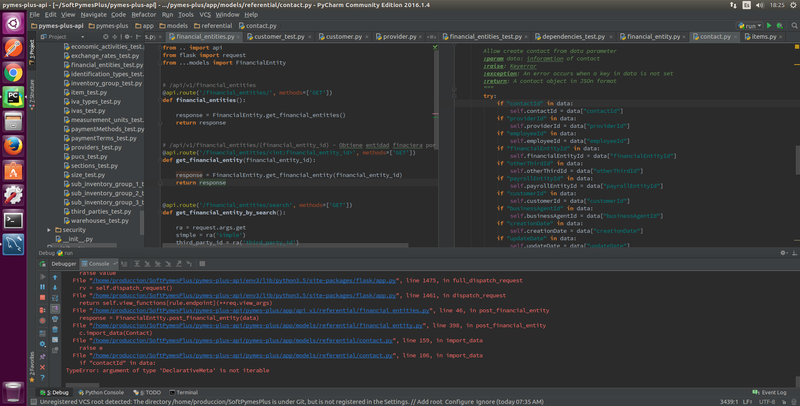 pymes-plus-api - [~/SoftPymesPlus/pymes-plus-api] - .../pymes-plus/app/models/referential/contact.py - PyCharm Community Edition 2016.1.4
18:25
File Edit View Navigate Code Refactor Run Tools VCS Window Help
pymes-plus-api pymes-plus app models referential contact.py
run
Project
financial_entities.py customer_test.py customer.py provider.py financial_entities_test.py dependencies_test.py contact.py items.py
economic_activities_test.py
exchange_rates_test.py
financial_entities_test.py
identification_types_test.py
inventory_group_test.py
item_test.py
iva_types_test.py
ivas_test.py
measurement_units_test.py
paymentMethods_test.py
paymentTerms_test.py
providers_test.py
pucs_test.py
sections_test.py
size_test.py
sub_inventory_group_1_t
sub_inventory_group_2_t
sub_inventory_group_3_t
third_parties_test.py
warehouses_test.py
security
__init__.py
from .. import api
from flask import request
from ...models import FinancialEntity
# /api/v1/financial_entities
@api.route('/financial_entities/', methods=["GET"])
def financial_entities():
response = FinancialEntity.get_financial_entities()
return response
@api.route('/financial_entities/<int:financial_entity_id>', methods=["GET"])
def get_financial_entity(financial_entity_id):
response = FinancialEntity.get_financial_entity(financial_entity_id)
return response
@api.route('/financial_entities/search', methods=["GET"])
def get_financial_entity_by_search():
ra = request.args.get
simple = ra('simple')
third_party_id = ra('third_party_id')
Allow create contact from data parameter
:param data: information of contact
:raise: KeyError
:exception: An error occurs when a key in data is not set
:return: A contact object in JSOn format
"""
try:
if "contactId" in data:
self.contactId = data["contactId"]
if "providerId" in data:
self.providerId = data["providerId"]
if "employeeId" in data:
self.employeeId = data["employeeId"]
if "financialEntityId" in data:
self.financialEntityId = data["financialEntityId"]
if "otherThirdId" in data:
self.otherThirdId = data["otherThirdId"]
if "payrollEntityId" in data:
self.payrollEntityId = data["payrollEntityId"]
if "customerId" in data:
self.customerId = data["customerId"]
if "businessAgentId" in data:
self.businessAgentId = data["businessAgentId"]
if "creationDate" in data:
self.creationDate = data["creationDate"]
if "updateDate" in data:
self.updateDate = data["updateDate"]
Debug run
Debugger Console
raise value
File "/home/produccion/SoftPymesPlus/pymes-plus-api/env3/lib/python3.5/site-packages/flask/app.py", line 1475, in full_dispatch_request
rv = self.dispatch_request()
File "/home/produccion/SoftPymesPlus/pymes-plus-api/env3/lib/python3.5/site-packages/flask/app.py", line 1461, in dispatch_request
return self.view_functions[rule.endpoint](**req.view_args)
File "/home/produccion/SoftPymesPlus/pymes-plus-api/pymes-plus/app/api_v1/referential/financial_entities.py", line 46, in post_financial_entity
response = FinancialEntity.post_financial_entity(data)
File "/home/produccion/SoftPymesPlus/pymes-plus-api/pymes-plus/app/models/referential/financial_entity.py", line 398, in post_financial_entity
c.import_data(Contact)
File "/home/produccion/SoftPymesPlus/pymes-plus-api/pymes-plus/app/models/referential/contact.py", line 159, in import_data
raise e
File "/home/produccion/SoftPymesPlus/pymes-plus-api/pymes-plus/app/models/referential/contact.py", line 106, in import_data
if "contactId" in data:
TypeError: argument of type 'DeclarativeMeta' is not iterable
5: Debug Python Console 6: TODO Terminal Event Log
Unregistered VCS root detected: The directory /home/produccion/SoftPymesPlus is under Git, but is not registered in the Settings. // Add root Configure Ignore (today 07:35 AM)
3439:1 LF UTF-8